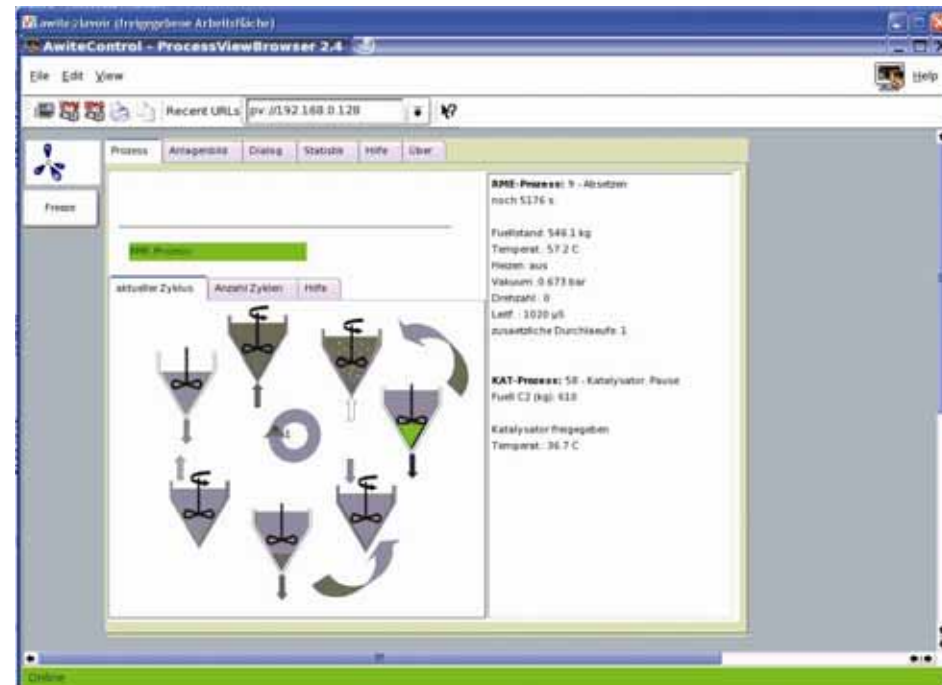 (freigegebene Arbeitsfläche)
AwiteControl - ProcessViewBrowser 2.4
File Edit View Help
Recent URLs pv://192.168.0.128
Prozess Anlagenbild Dialog Statistik Hilfe Über
Freeze
RME-Prozess:
aktueller Zyklus Anzahl Zyklen Hilfe
RME-Prozess: 9 - Absetzen
noch 5176 s
Fuellstand: 546.1 kg
Temperat.: 57.2 C
Heizen: aus
Vakuum: 0.673 bar
Drehzahl: 0
Leitf.: 1020 µS
zusaetzliche Durchlaeufe: 1
KAT-Prozess: 58 - Katalysator: Pause
Fuell C2 (kg): 618
Katalysator freigegeben
Temperat.: 36.7 C
Online